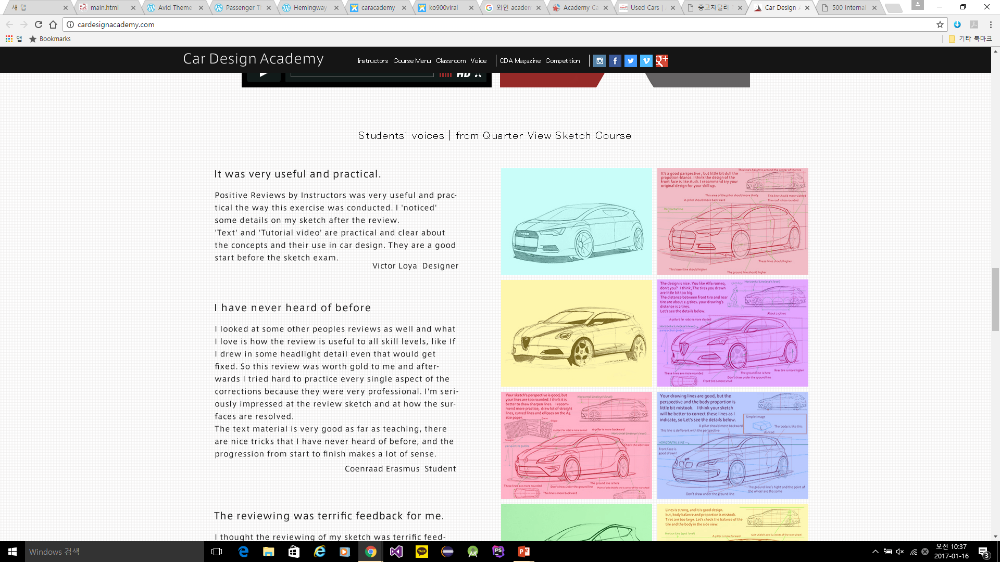 새 탭
main.html
Avid Theme
Passenger Th
Hemingway
caracademy
ko900viral
와인 academ
Academy Ca
Used Cars |
중고차딜러
Car Design A
500 Internal
cardesignacademy.com
앱
Bookmarks
기타 북마크
Car Design Academy
Instructors Course Menu Classroom Voice
CDA Magazine Competition
HD
Students' voices | from Quarter View Sketch Course
It was very useful and practical.
Positive Reviews by Instructors was very useful and prac-
tical the way this exercise was conducted. I 'noticed'
some details on my sketch after the review.
'Text' and 'Tutorial video' are practical and clear about
the concepts and their use in car design. They are a good
start before the sketch exam.
Victor Loya Designer
I have never heard of before
I looked at some other peoples reviews as well and what
I love is how the review is useful to all skill levels, like If
I drew in some headlight detail even that would get
fixed. So this review was worth gold to me and after-
wards I tried hard to practice every single aspect of the
corrections because they were very professional. I'm seri-
ously impressed at the review sketch and at how the sur-
faces are resolved.
The text material is very good as far as teaching, there
are nice tricks that I have never heard of before, and the
progression from start to finish makes a lot of sense.
Coenraad Erasmus Student
The reviewing was terrific feedback for me.
I thought the reviewing of my sketch was terrific feed-
This line's height is around the center of the tire
It's a good parspective , but little bit dull the
propotion-blance. I think the design of the
front face is like Audi. I recommend try your
original design for your skill up.
This area of the pillar should more thinly
This line should more slanted
A-pillar should more back ward
The roof is too rounded
These lines should higher
This lower line should higher
The ground line should higher
The design is nice. You like Alfa romeo,
don't you? I think ,The tires you drawn
are little bit too big.
The distance between front tire and rear
tire are about 2.5 tires. your drawing's
distance is 2 tires.
Let's see the details below.
Horizontal Line(eye's level)
About 2.5 tires
A-pillar ( far side) is more slanted
Horizontal Line(eye's level)
perspective guides
Rear tire is more higher
These lines are more rounded
The ground line is here
Don't draw under the ground line
Front tire is more small
Your sketch's perspective is good, but
your lines are too rounded. I think it is
better to draw sharpen lines. I recom-
mend more practice, draw lot of straight
lines, curved lines and ellipses on the A4
size paper.
Horizontal Line(eye's level)
Curve
Ellipse
A-pillar ( far side) is more slanted
A-pillar is more backward
Horizontal Line(eye's level)
Check the side view
perspective guides
The ground line is here
These lines are more rounded
Don't draw under the ground line
This line is more backward
Your drawing lines are good, but the
perspective and the body proportion is
little bit mistook. I think your sketch
will be better to correct these lines as I
indicate, so Let's see the details below.
Simple image
A-pillar should more backward
The body is like this
This line is defferent with the perspective
slanted
HORIZONTAL LINE
Front face is
good drawn!
The ground line's hight and the point of
the wheel are tha same
Don't draw under the ground line
Lines is strong, and it is good design.
but, body balance and proportion is mistook.
Tires are too large. Let's check the balance of the
tire and the body in the side view.
Horizor Line (eye's level)
A-pillar is more forward
side shuld's end is center of the rear wheel
Windows 검색
TALK
PS
오전 10:37
2017-01-16
3